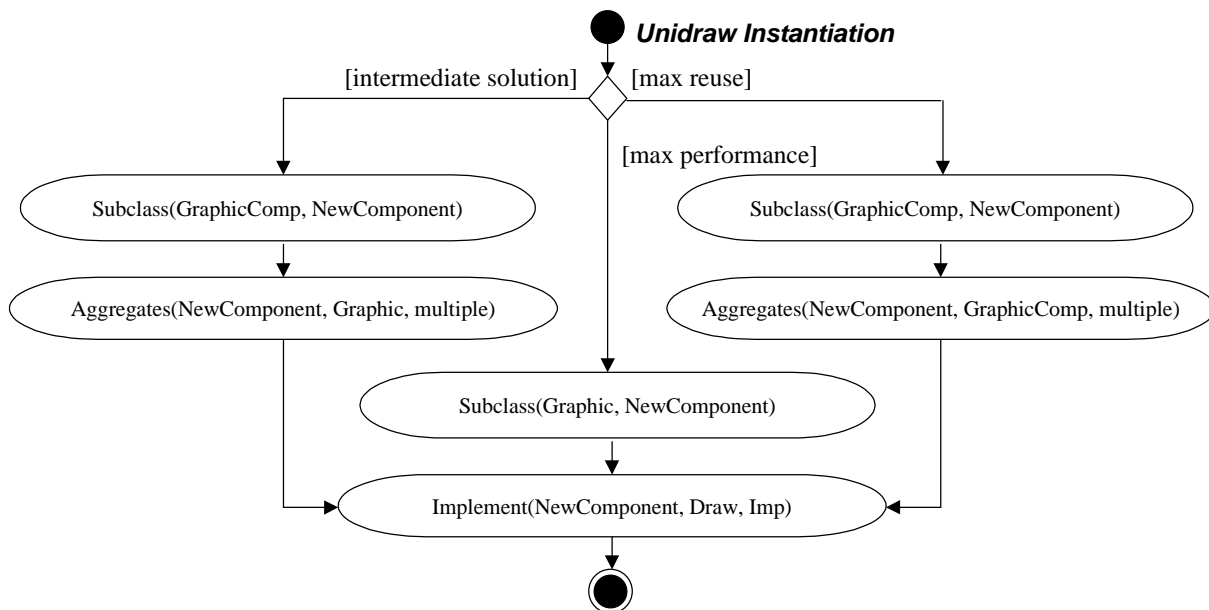 Unidraw Instantiation
[intermediate solution]
[max reuse]
[max performance]
Subclass(GraphicComp, NewComponent)
Subclass(GraphicComp, NewComponent)
Aggregates(NewComponent, Graphic, multiple)
Aggregates(NewComponent, GraphicComp, multiple)
Subclass(Graphic, NewComponent)
Implement(NewComponent, Draw, Imp)